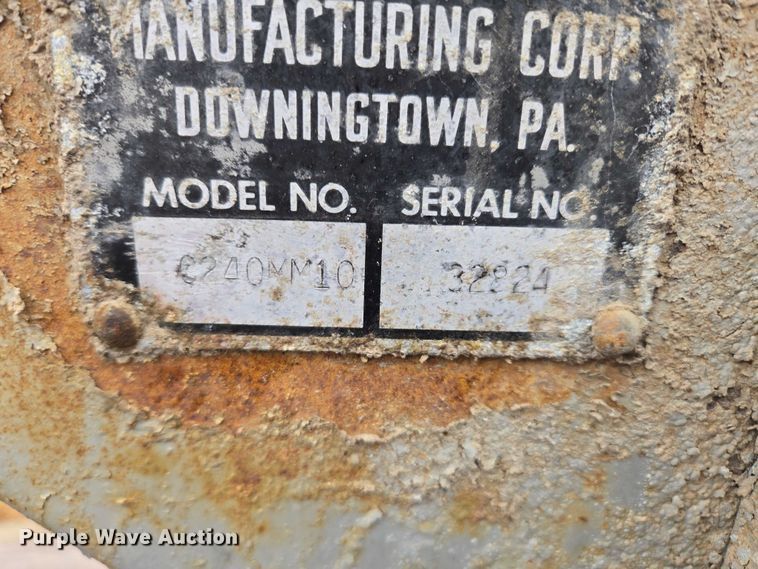 MANUFACTURING CORP.
DOWNINGTOWN, PA.
MODEL NO. SERIAL NO.
C240MM10 32824
Purple Wave Auction